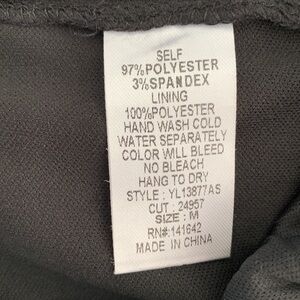 SELF
97%POLYESTER
3%SPANDEX
LINING
100%POLYESTER
HAND WASH COLD
WATER SEPARATELY
COLOR WILL BLEED
NO BLEACH
HANG TO DRY
STYLE : YL13877AS
CUT : 24957
SIZE : M
RN#:141642
MADE IN CHINA